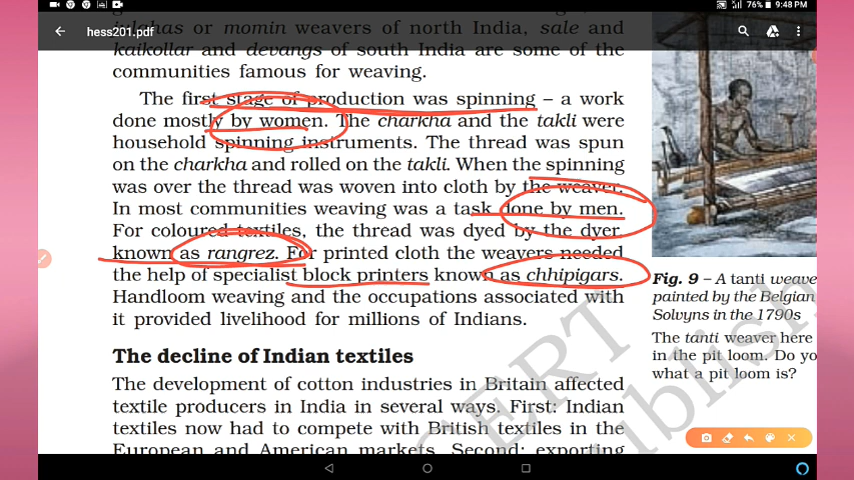 76% 9:48 PM
hess201.pdf
julahas or momin weavers of north India, sale and
kaikollar and devangs of south India are some of the
communities famous for weaving.
The first stage of production was spinning – a work
done mostly by women. The charkha and the takli were
household spinning instruments. The thread was spun
on the charkha and rolled on the takli. When the spinning
was over the thread was woven into cloth by the weaver.
In most communities weaving was a task done by men.
For coloured textiles, the thread was dyed by the dyer,
known as rangrez. For printed cloth the weavers needed
the help of specialist block printers known as chhipigars.
Handloom weaving and the occupations associated with
it provided livelihood for millions of Indians.
The decline of Indian textiles
The development of cotton industries in Britain affected
textile producers in India in several ways. First: Indian
textiles now had to compete with British textiles in the
European and American markets. Second: exporting
Fig. 9 – A tanti weave
painted by the Belgian
Solvyns in the 1790s
The tanti weaver here
in the pit loom. Do yo
what a pit loom is?
CERT
ublish